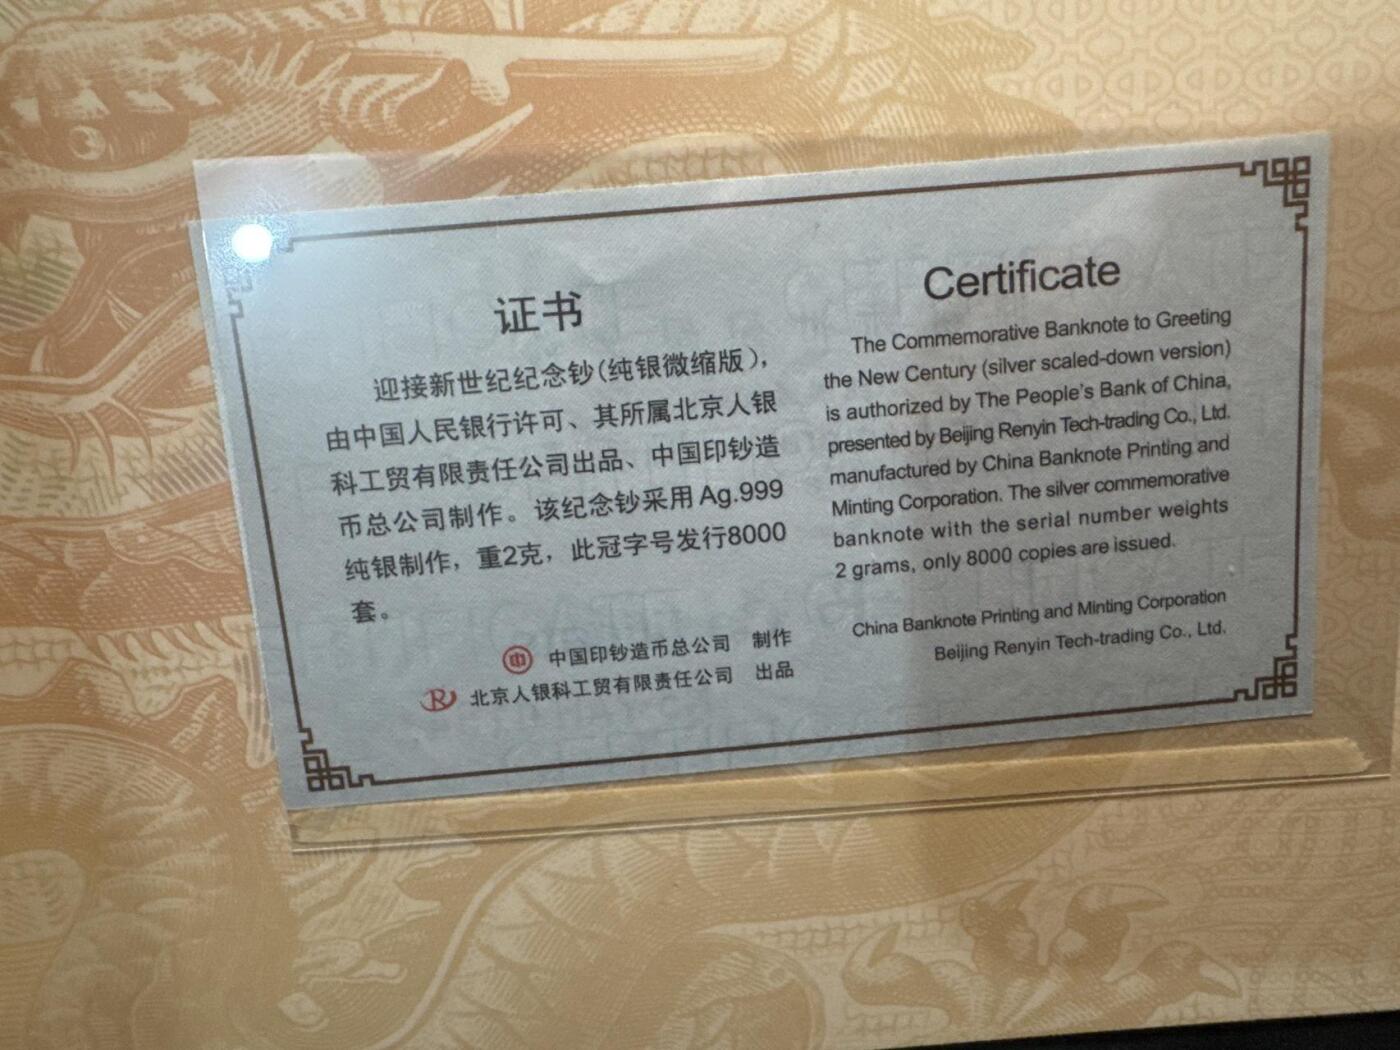 证书
迎接新世纪纪念钞(纯银微缩版),
由中国人民银行许可、其所属北京人银
科工贸有限责任公司出品、中国印钞造
币总公司制作。该纪念钞采用Ag.999
纯银制作，重2克，此冠字号发行8000
套。
中国印钞造币总公司 制作
R 北京人银科工贸有限责任公司 出品
Certificate
The Commemorative Banknote to Greeting
the New Century (silver scaled-down version)
is authorized by The People's Bank of China,
presented by Beijing Renyin Tech-trading Co., Ltd.
manufactured by China Banknote Printing and
Minting Corporation. The silver commemorative
banknote with the serial number weights
2 grams, only 8000 copies are issued.
China Banknote Printing and Minting Corporation
Beijing Renyin Tech-trading Co., Ltd.